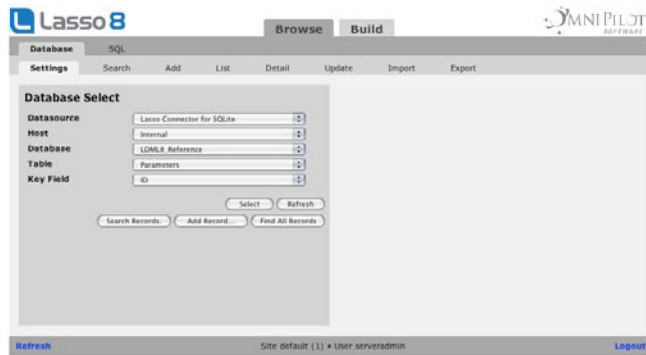 Lasso 8
Browse Build
OMNIPILOT
SOFTWARE
Database SQL
Settings Search Add List Detail Update Import Export
Database Select
Datasource Lasso Connector for SQLite
Host Internal
Database LDML8_Reference
Table Parameters
Key Field ID
Select Refresh
Search Records. Add Record... Find All Records
Refresh Site default (1) • User serveradmin Logout